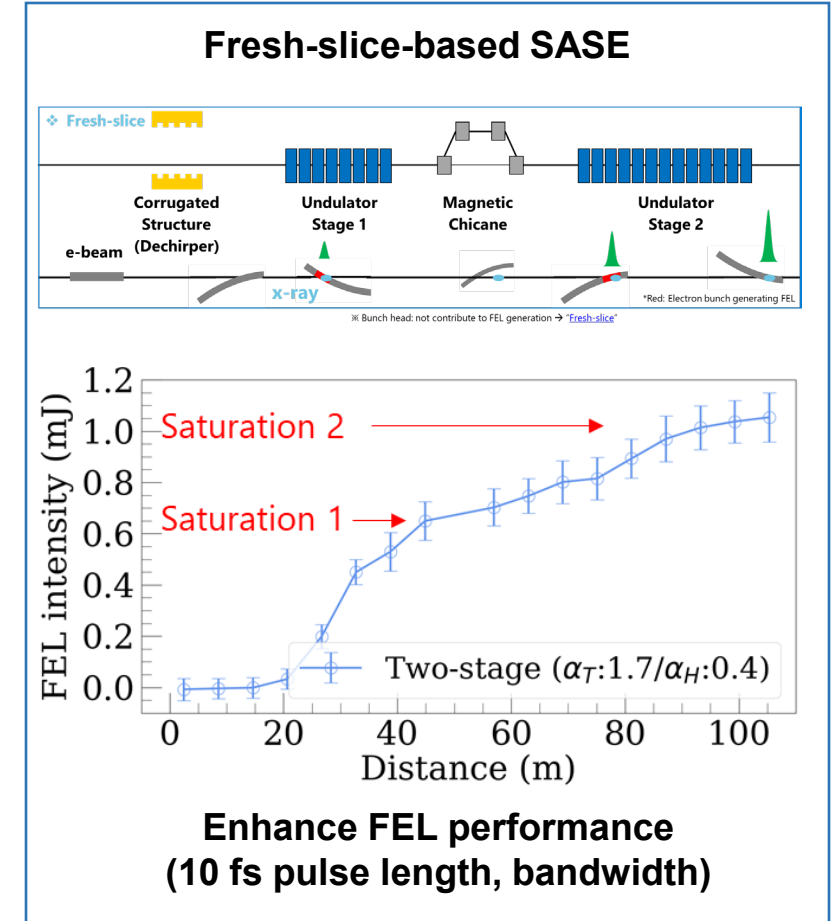 Fresh-slice-based SASE
❖ Fresh-slice
Corrugated
Structure
(Dechirper)
Undulator
Stage 1
Magnetic
Chicane
Undulator
Stage 2
e-beam
x-ray
*Red: Electron bunch generating FEL
※ Bunch head: not contribute to FEL generation → "Fresh-slice"
FEL intensity (mJ)
1.2
1.0
0.8
0.6
0.4
0.2
0.0
Saturation 2
Saturation 1
Two-stage (αT:1.7/αH:0.4)
0 20 40 60 80 100
Distance (m)
Enhance FEL performance
(10 fs pulse length, bandwidth)